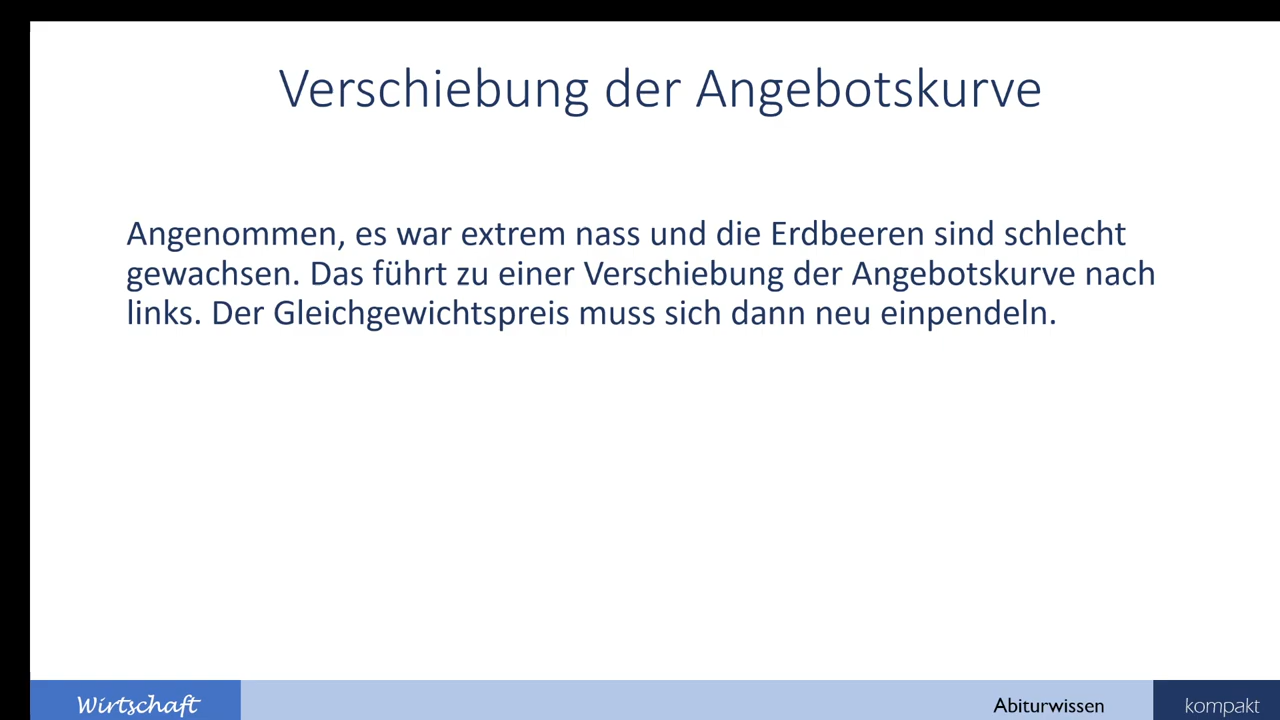 Verschiebung der Angebotskurve
Angenommen, es war extrem nass und die Erdbeeren sind schlecht
gewachsen. Das führt zu einer Verschiebung der Angebotskurve nach
links. Der Gleichgewichtspreis muss sich dann neu einpendeln.
Wirtschaft
Abiturwissen
kompakt